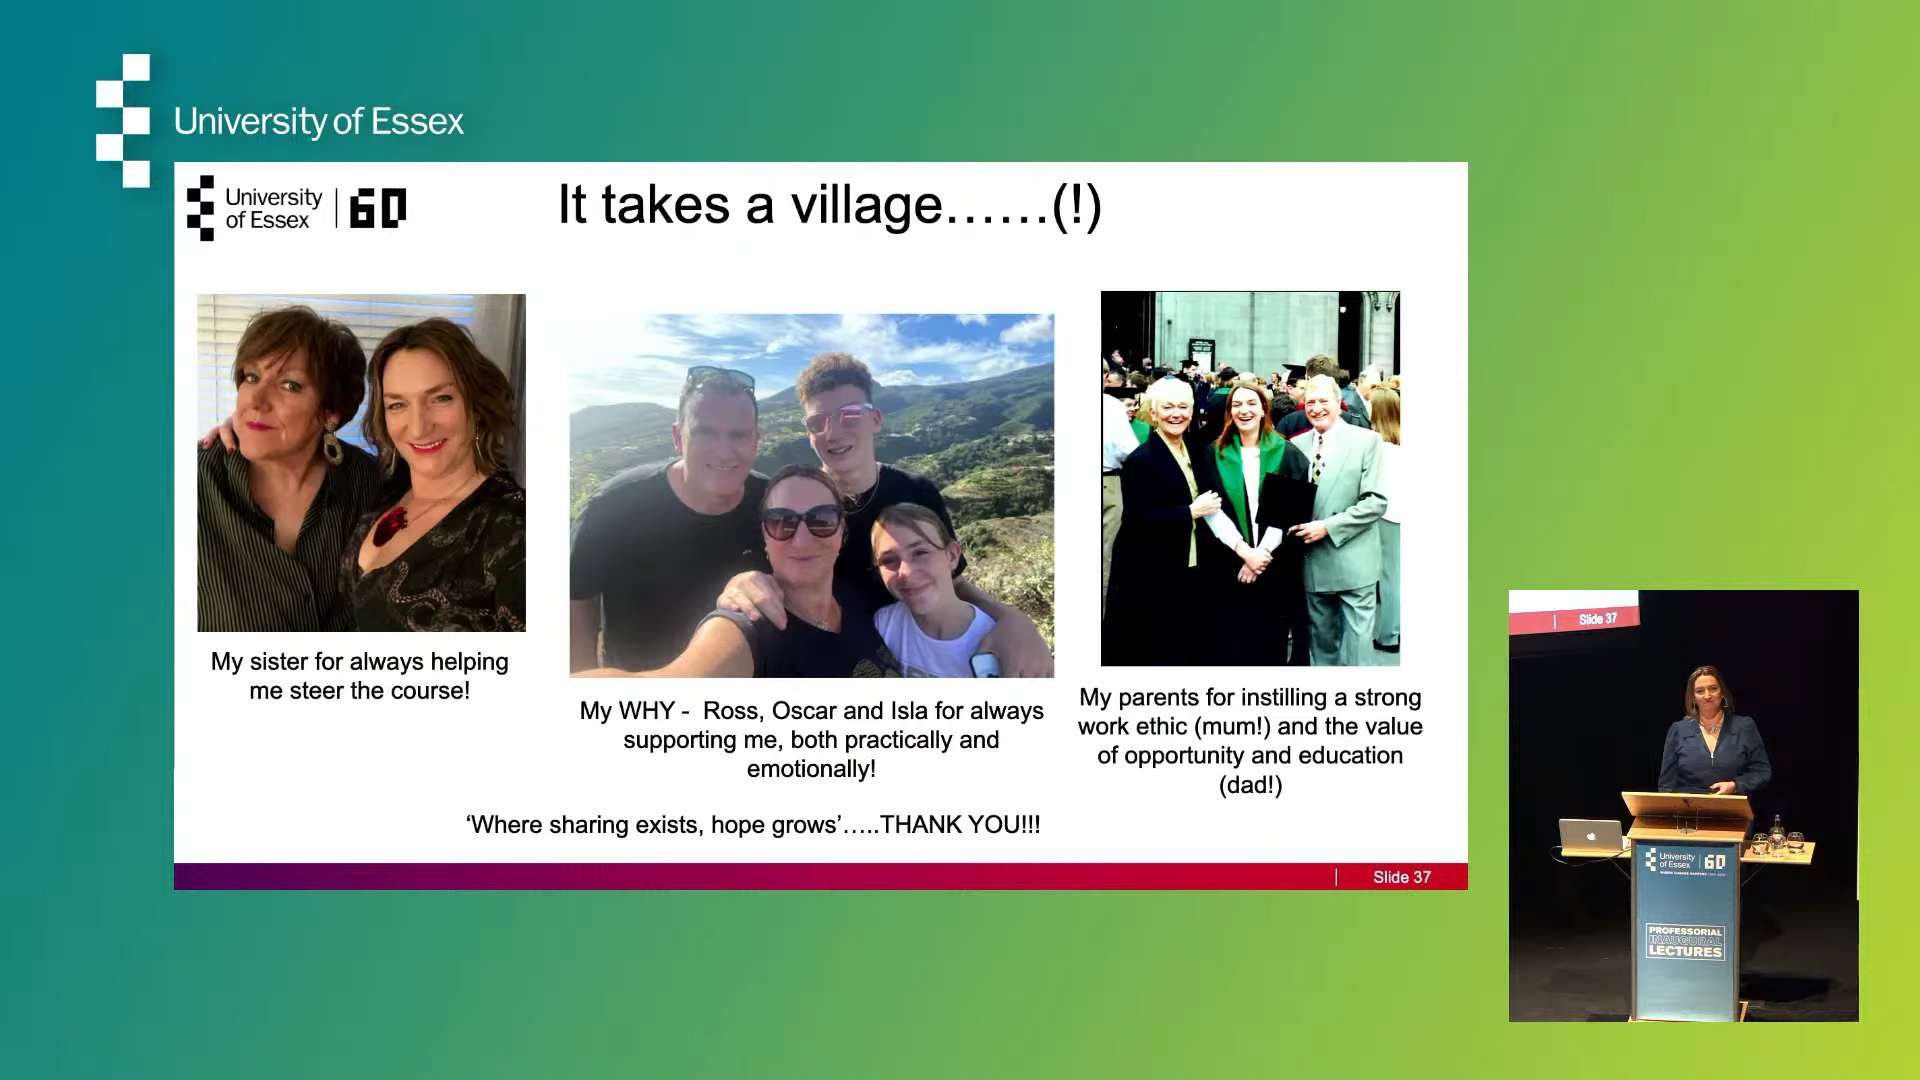 University of Essex
University
of Essex
60
It takes a village……(!)
My sister for always helping
me steer the course!
My WHY -  Ross, Oscar and Isla for always
supporting me, both practically and
emotionally!
My parents for instilling a strong
work ethic (mum!) and the value
of opportunity and education
(dad!)
‘Where sharing exists, hope grows’…..THANK YOU!!!
Slide 37
Slide 37
University
of Essex
60
PROFESSORIAL
INAUGURAL
LECTURES